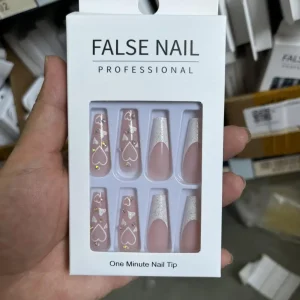 FALSE NAIL
PROFESSIONAL
One Minute Nail Tip